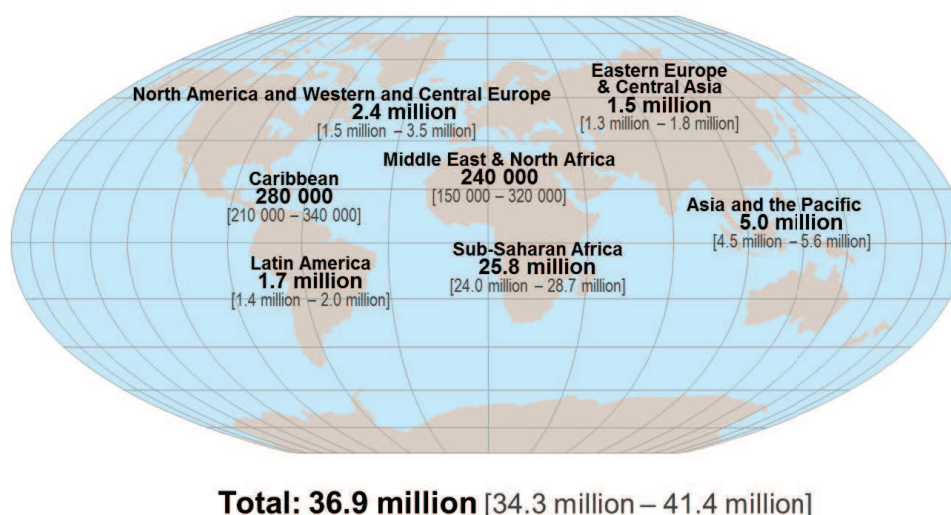 North America and Western and Central Europe
2.4 million
[1.5 million – 3.5 million]
Eastern Europe
& Central Asia
1.5 million
[1.3 million – 1.8 million]
Middle East & North Africa
240 000
[150 000 – 320 000]
Caribbean
280 000
[210 000 – 340 000]
Asia and the Pacific
5.0 million
[4.5 million – 5.6 million]
Sub-Saharan Africa
25.8 million
[24.0 million – 28.7 million]
Latin America
1.7 million
[1.4 million – 2.0 million]
Total: 36.9 million [34.3 million – 41.4 million]